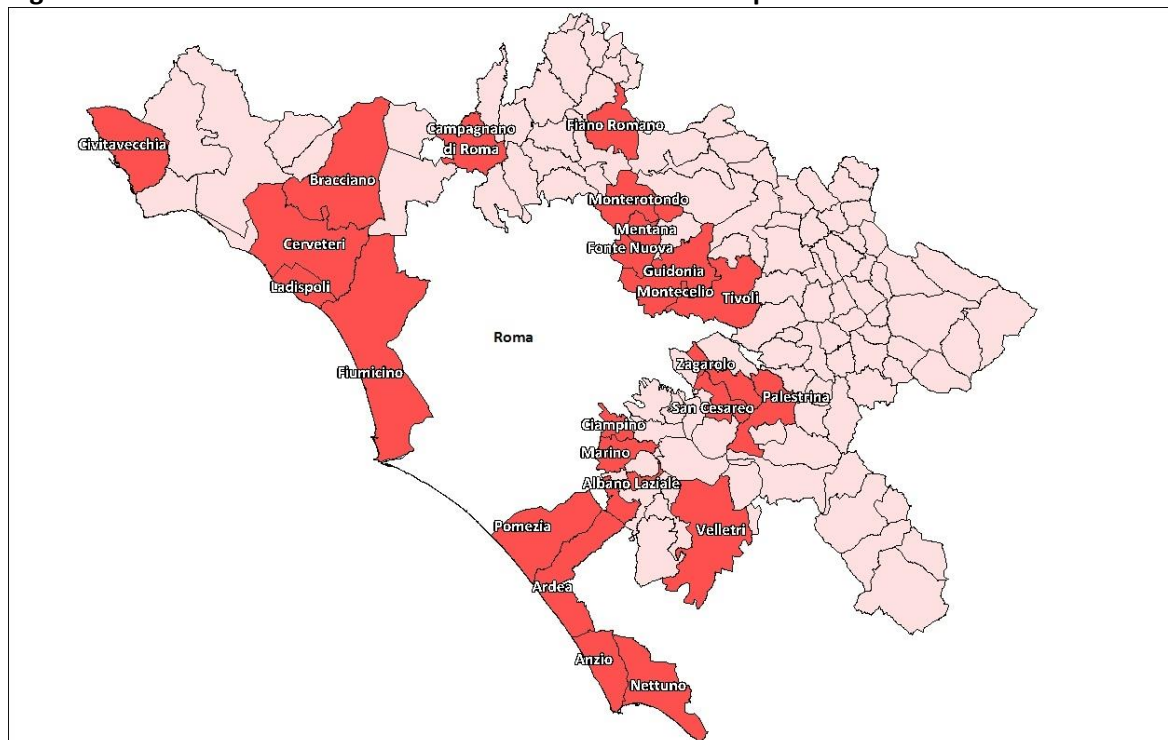 Campagnano
di Roma
Fiano Romano
Civitavecchia
Bracciano
Monterotondo
Mentana
Fonte Nuova
Cerveteri
Guidonia
Montecelio
Tivoli
Ladispoli
Roma
Fiumicino
Zagarolo
Palestrina
San Cesareo
Ciampino
Marino
Albano Laziale
Pomezia
Velletri
Ardea
Anzio
Nettuno